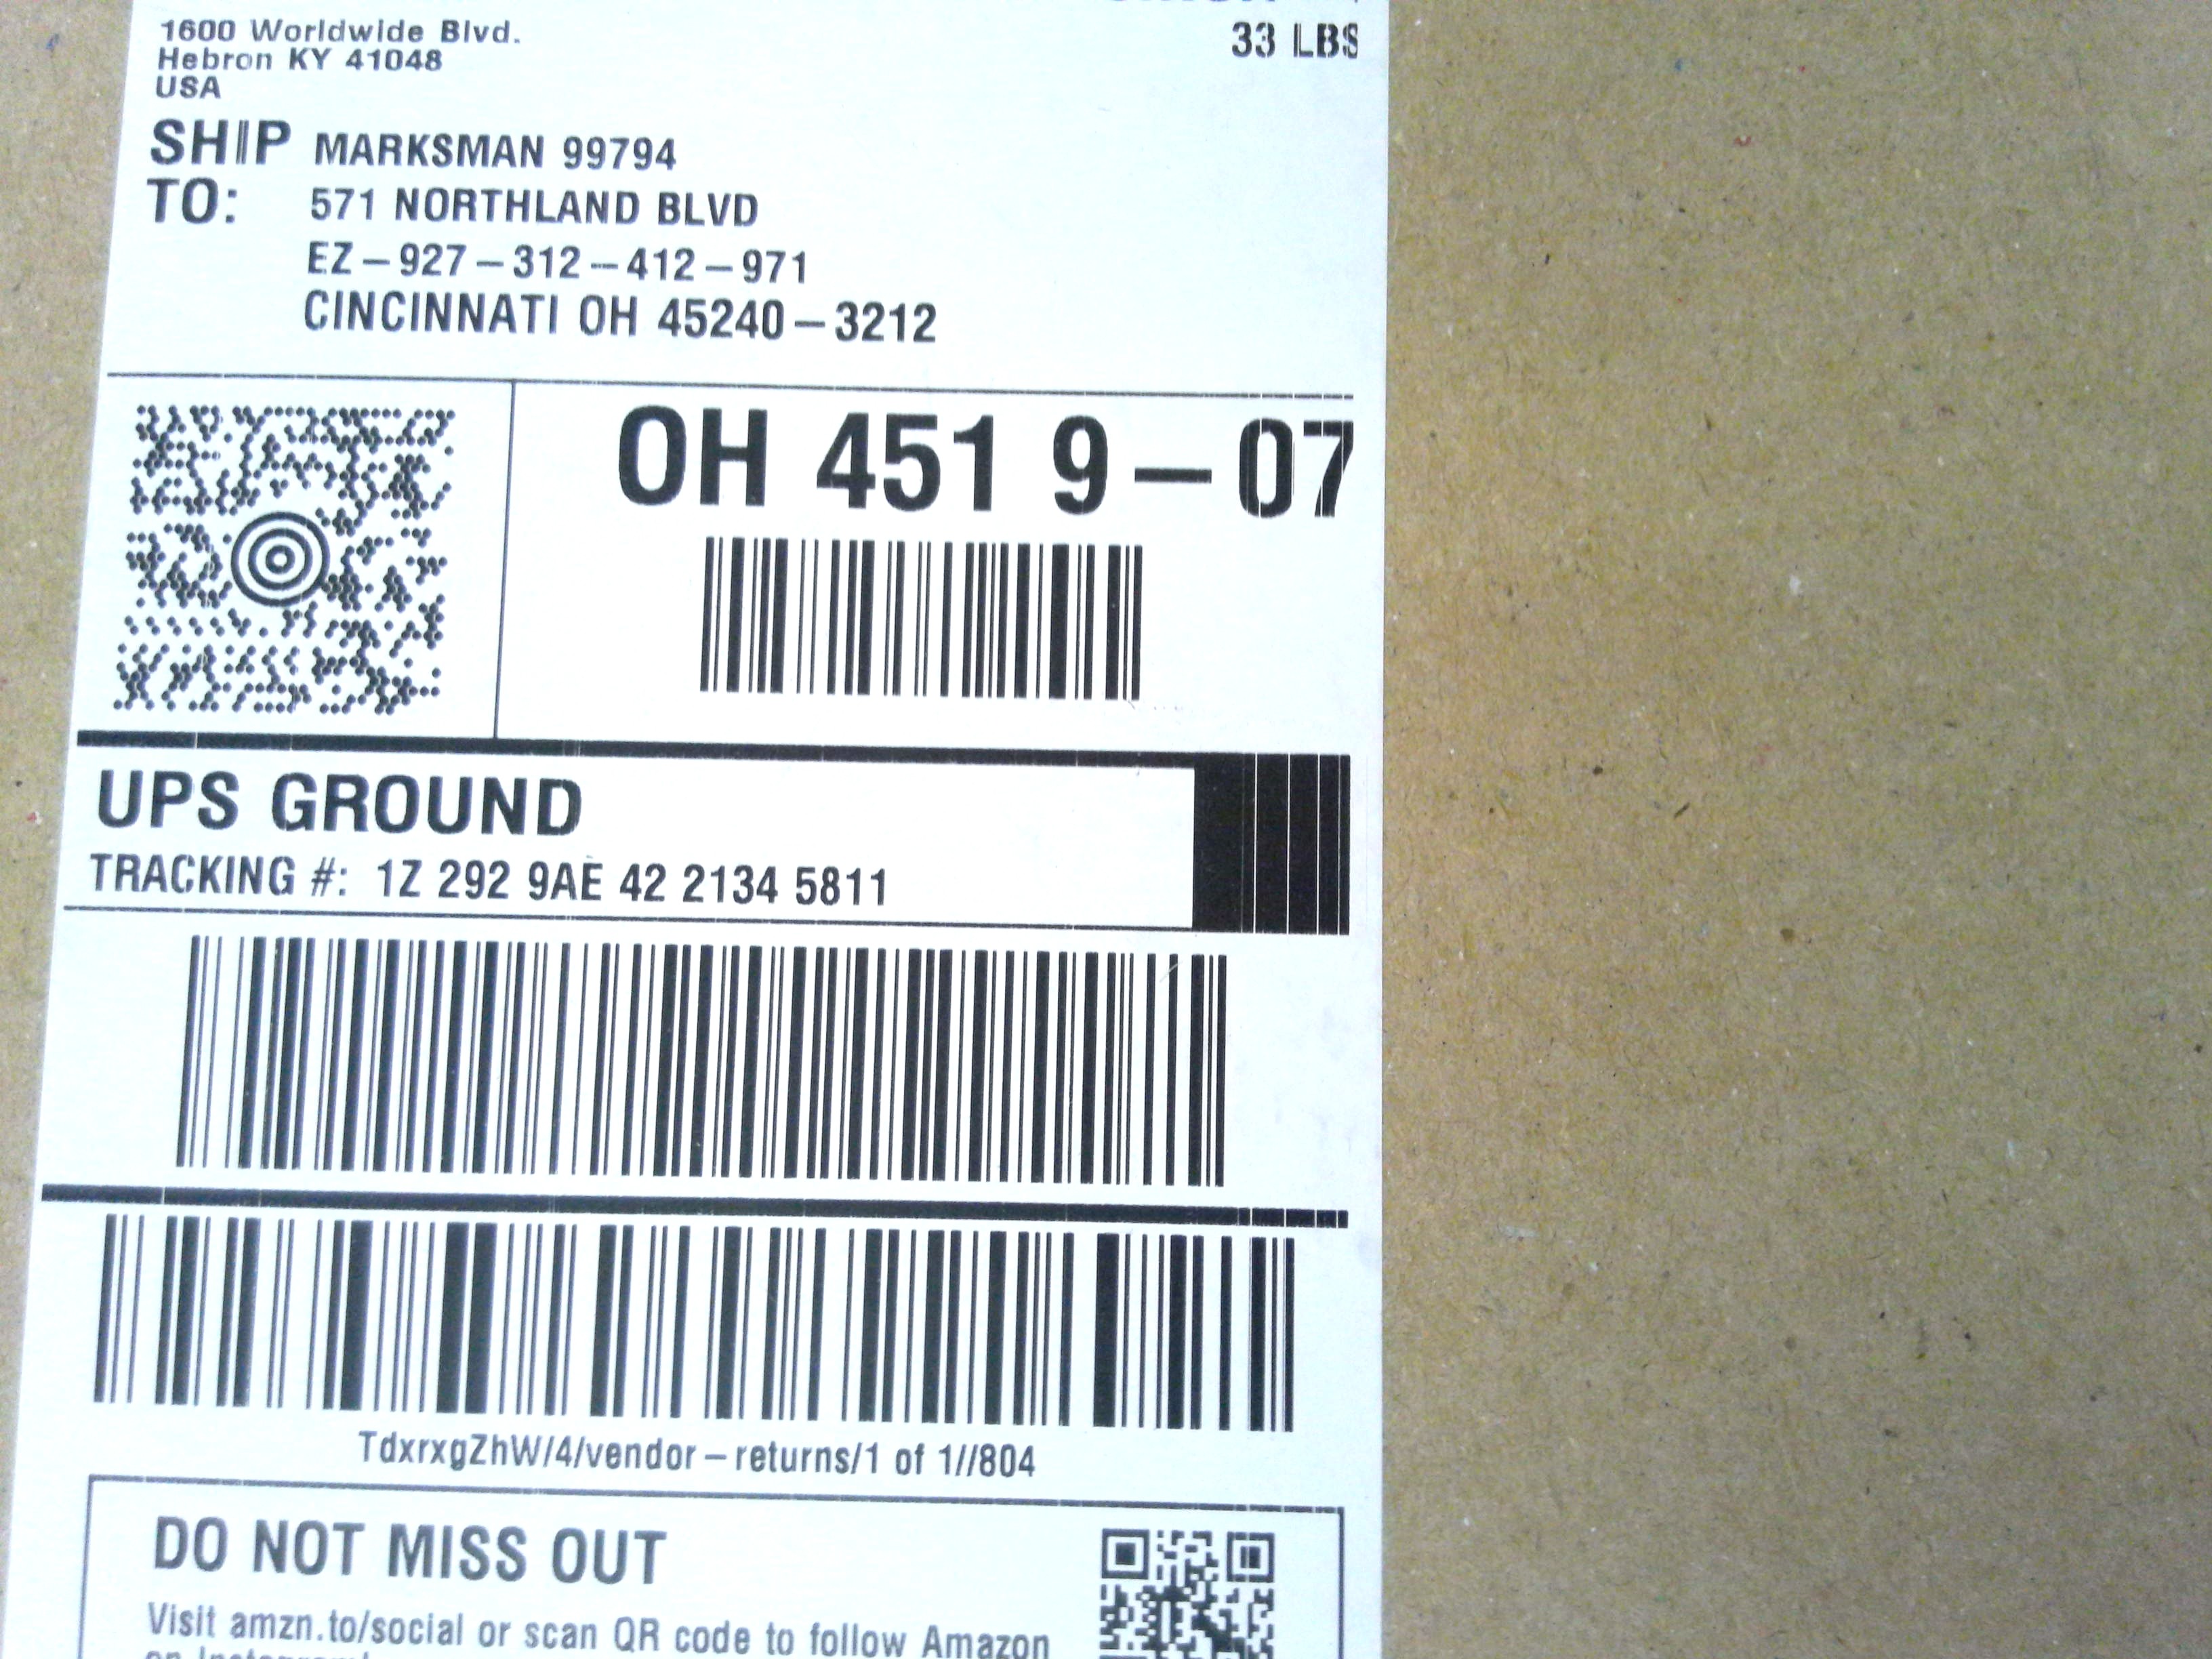 1600 Worldwide Blvd.
Hebron KY 41048
USA
33 LBS
SHIP TO:
MARKSMAN 99794
571 NORTHLAND BLVD
EZ-927-312-412-971
CINCINNATI OH 45240-3212
OH 451 9-07
UPS GROUND
TRACKING #: 1Z 292 9AE 42 2134 5811
TdxrxgZhW/4/vendor-returns/1 of 1//804
DO NOT MISS OUT
Visit amzn.to/social or scan QR code to follow Amazon